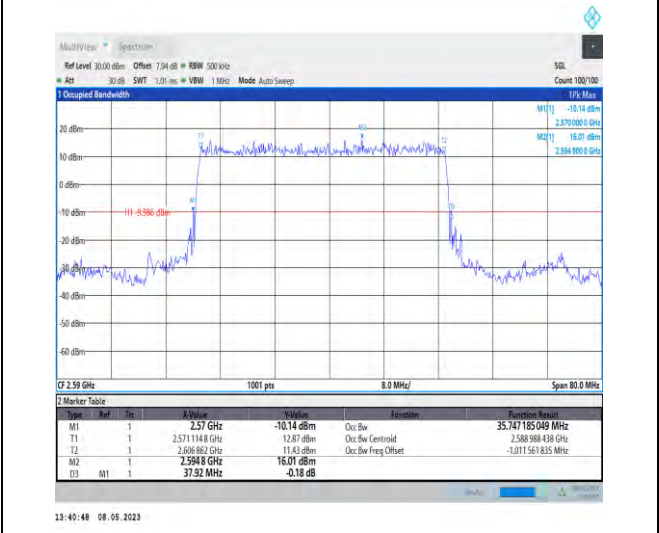 MultiView Spectrum
Ref Level 30.00 dBm Offset 7.94 dB RBW 500 kHz SGL
Att 30 dB SWT 1.01 ms VBW 1 MHz Mode Auto Sweep Count 100/100
1 Occupied Bandwidth 1Pk Max
M1[1] -10.14 dBm
2.570 000 0 GHz
M2[1] 16.01 dBm
2.594 800 0 GHz
20 dBm
T1
M2
T2
10 dBm
0 dBm
M1
-10 dBm
H1 -9.986 dBm
-20 dBm
-30 dBm
-40 dBm
-50 dBm
-60 dBm
CF 2.59 GHz 1001 pts 8.0 MHz/ Span 80.0 MHz
2 Marker Table
Type Ref Trc X-Value Y-Value Function Function Result
M1 1 2.57 GHz -10.14 dBm Occ Bw 35.747 185 049 MHz
T1 1 2.571 114 8 GHz 12.87 dBm Occ Bw Centroid 2.588 988 438 GHz
T2 1 2.606 862 GHz 11.43 dBm Occ Bw Freq Offset -1.011 561 835 MHz
M2 1 2.594 8 GHz 16.01 dBm
D3 M1 1 37.92 MHz -0.18 dB
13:40:48 08.05.2023